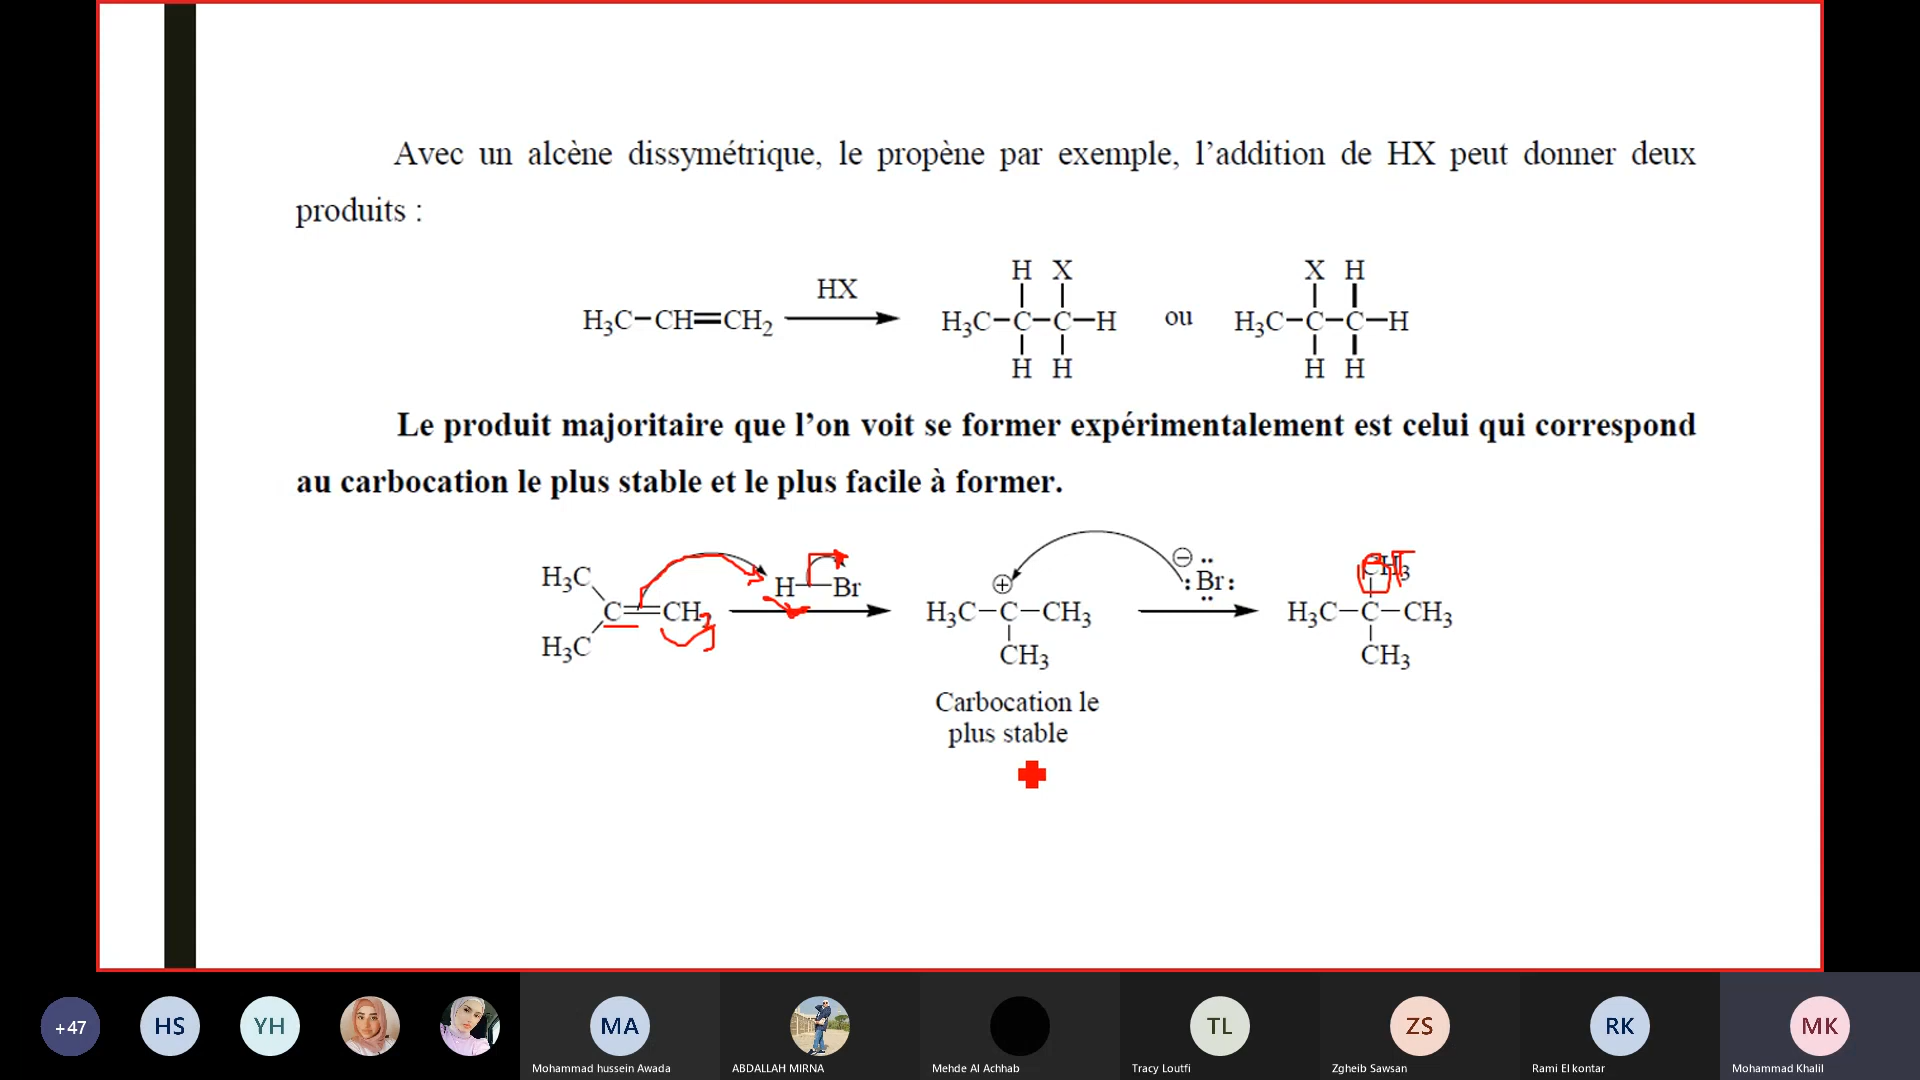 Avec un alcène dissymétrique, le propène par exemple, l’addition de HX peut donner deux
produits :
H X X H
HX
H₃C−CH=CH₂ H₃C−C−C−H ou H₃C−C−C−H
H H H H
Le produit majoritaire que l’on voit se former expérimentalement est celui qui correspond
au carbocation le plus stable et le plus facile à former.
H₃C H—Br ⊕ ⊖ :Br: CH₃ Br
C=CH₂ H₃C−C−CH₃ H₃C−C−CH₃
H₃C CH₃ CH₃
Carbocation le
plus stable
+47 HS YH MA TL ZS RK MK
Mohammad hussein Awada ABDALLAH MIRNA Mehde Al Achhab Tracy Loutfi Zgheib Sawsan Rami El kontar Mohammad Khalil